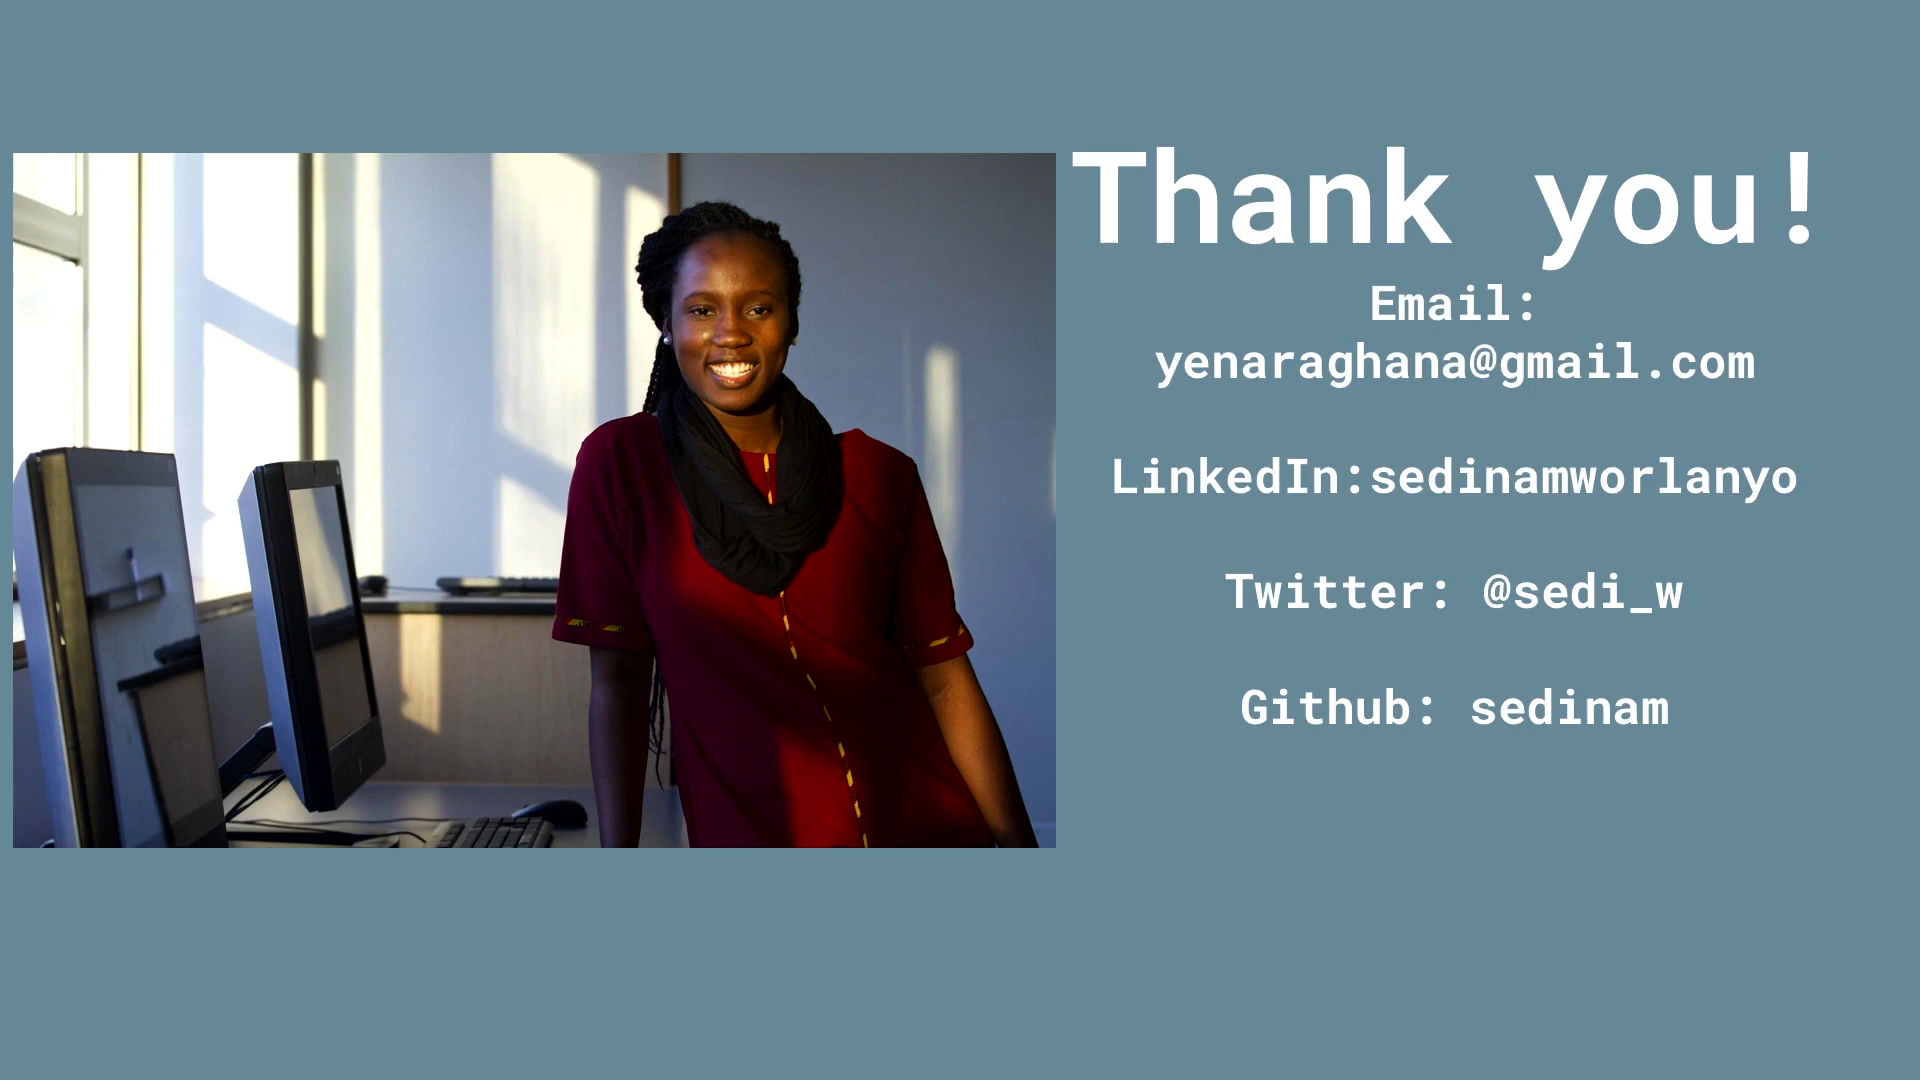 Thank you!
Email:
yenaraghana@gmail.com
LinkedIn:sedinamworlanyo
Twitter: @sedi_w
Github: sedinam